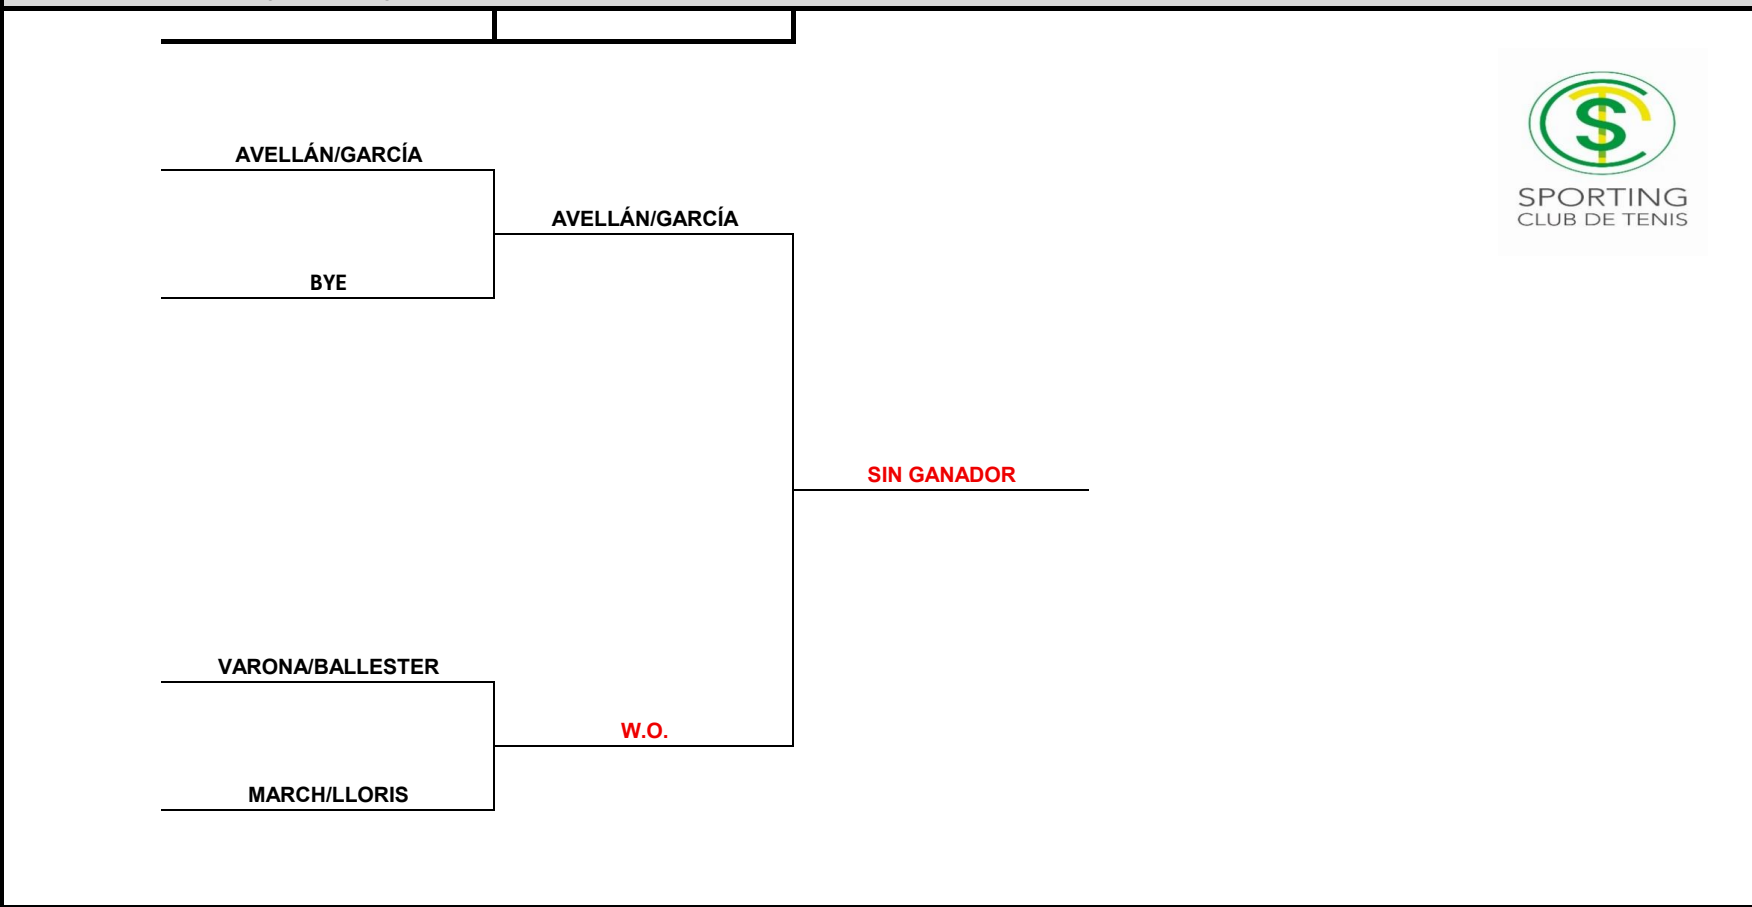 AVELLÁN/GARCÍA
AVELLÁN/GARCÍA
BYE
SIN GANADOR
VARONA/BALLESTER
W.O.
MARCH/LLORIS
SPORTING
CLUB DE TENIS